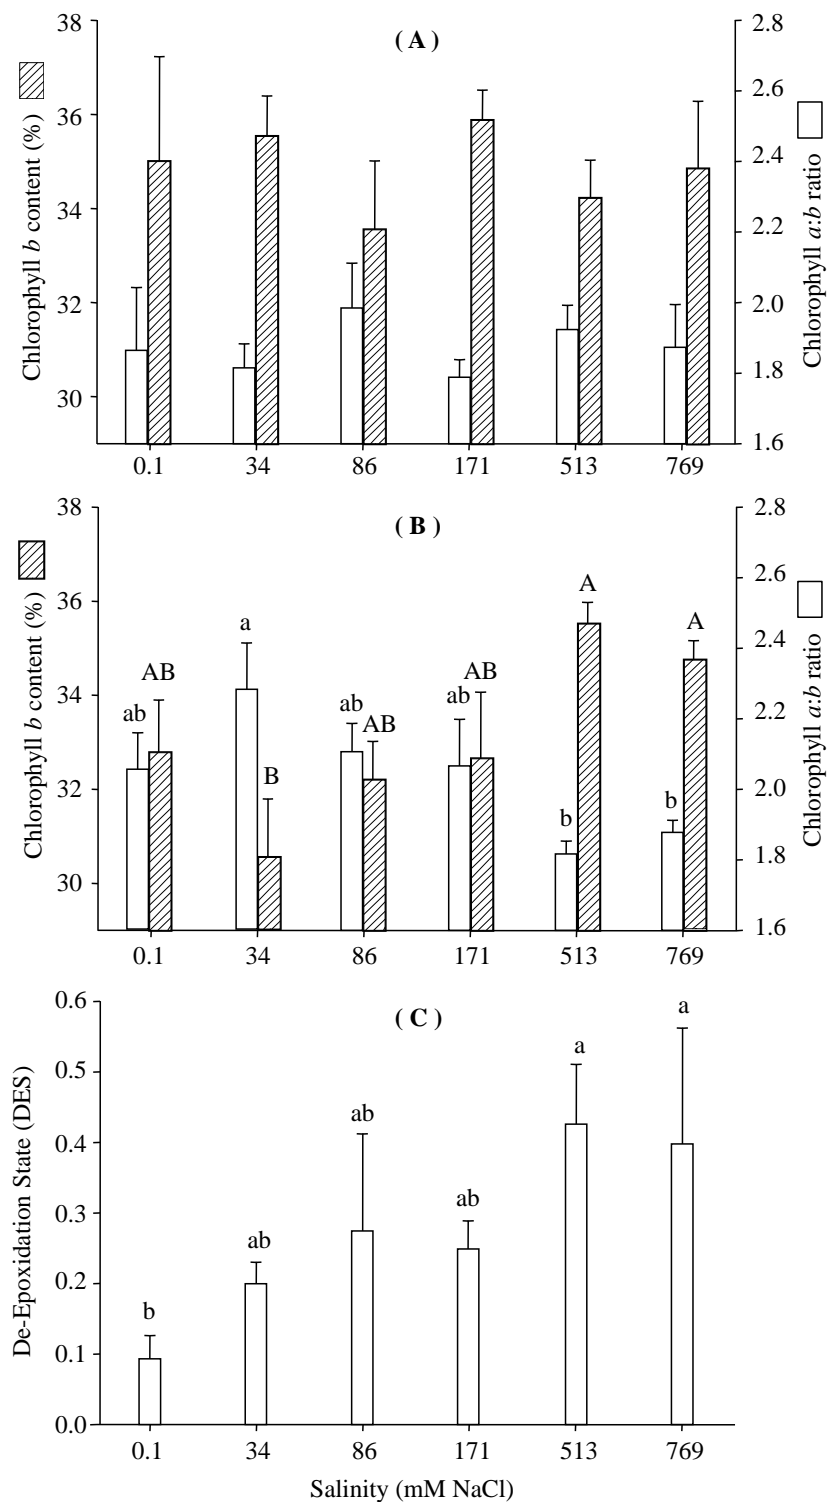 ( A )
Chlorophyll b content (%)
38
36
34
32
30
2.8
2.6
2.4
2.2
2.0
1.8
1.6
Chlorophyll a:b ratio
0.1 34 86 171 513 769
( B )
Chlorophyll b content (%)
38
36
34
32
30
2.8
2.6
2.4
2.2
2.0
1.8
1.6
Chlorophyll a:b ratio
ab AB a B ab AB ab AB b A b A
0.1 34 86 171 513 769
( C )
De-Epoxidation State (DES)
0.6
0.5
0.4
0.3
0.2
0.1
0.0
b ab ab ab a a
0.1 34 86 171 513 769
Salinity (mM NaCl)